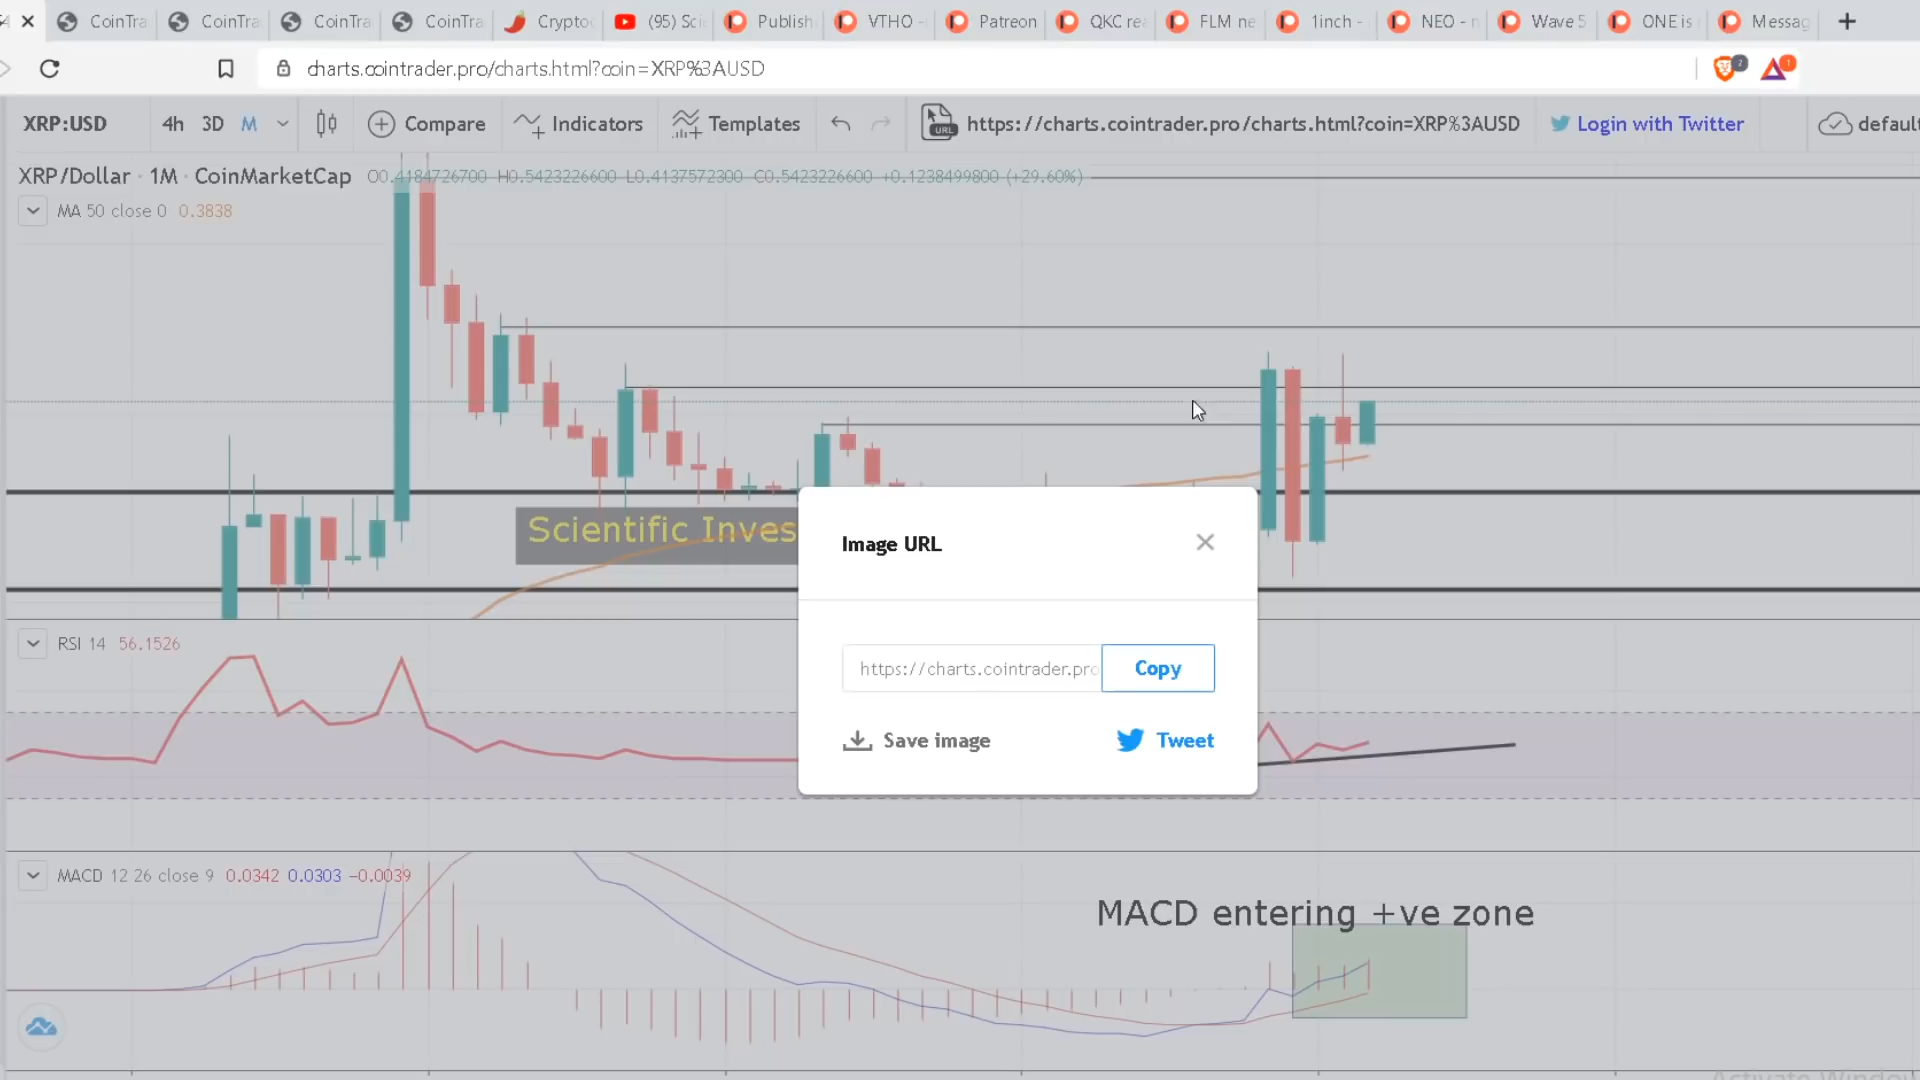 CoinTra CoinTra CoinTra CoinTra Crypto (95) Sci Publish VTHO - Patreon QKC re FLM ne 1inch - NEO - n Wave 5 ONE is Messag
charts.cointrader.pro/charts.html?coin=XRP%3AUSD 2 1
XRP:USD 4h 3D M Compare Indicators Templates URL https://charts.cointrader.pro/charts.html?coin=XRP%3AUSD Login with Twitter default
XRP/Dollar · 1M · CoinMarketCap O0.4184726700 H0.5423226600 L0.4137572300 C0.5423226600 +0.1238499800 (+29.60%)
MA 50 close 0 0.3838
Scientific Inves
Image URL
https://charts.cointrader.pro Copy
Save image Tweet
RSI 14 56.1526
MACD 12 26 close 9 0.0342 0.0303 −0.0039
MACD entering +ve zone